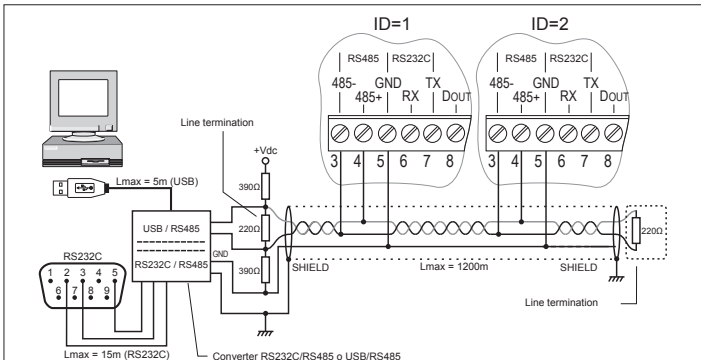 ID=1
ID=2
RS485 RS232C
RS485 RS232C
485- GND TX
485+ RX DOUT
485- GND TX
485+ RX DOUT
3 4 5 6 7 8
3 4 5 6 7 8
Line termination
+Vdc
390Ω
Lmax = 5m (USB)
USB / RS485
220Ω
220Ω
RS232C
GND
RS232C / RS485
390Ω
SHIELD
Lmax = 1200m
SHIELD
1 2 3 4 5
6 7 8 9
Line termination
Lmax = 15m (RS232C)
Converter RS232C/RS485 o USB/RS485